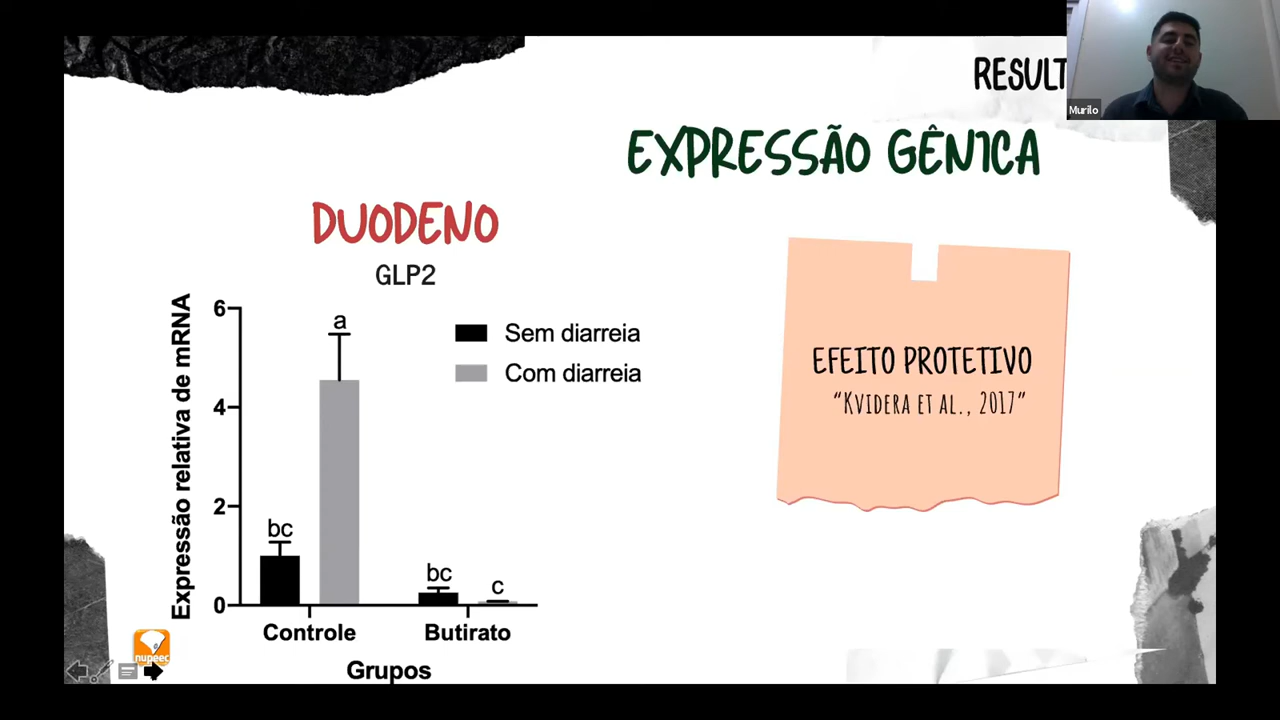 RESULT
Murilo
EXPRESSÃO GÊNICA
DUODENO
GLP2
Expressão relativa de mRNA
6
4
2
0
a
bc
bc
c
Sem diarreia
Com diarreia
Controle
Butirato
Grupos
EFEITO PROTETIVO
“KVIDERA ET AL., 2017”
nupeec